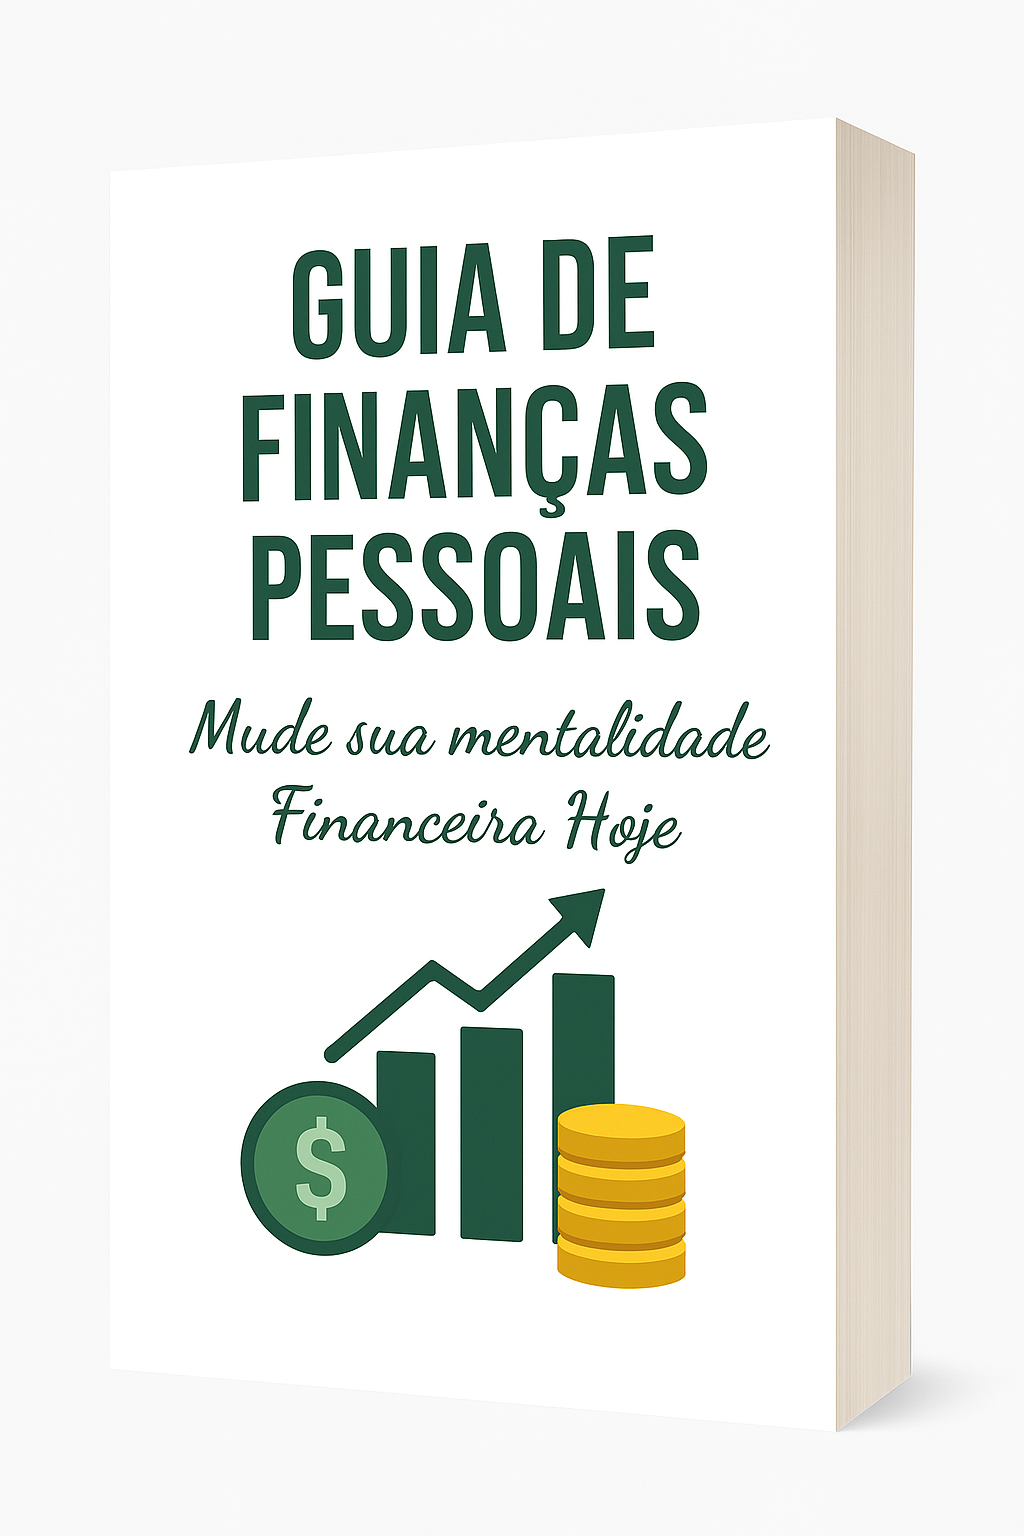 GUIA DE
FINANÇAS
PESSOAIS
Mude sua mentalidade
Financeira Hoje
$